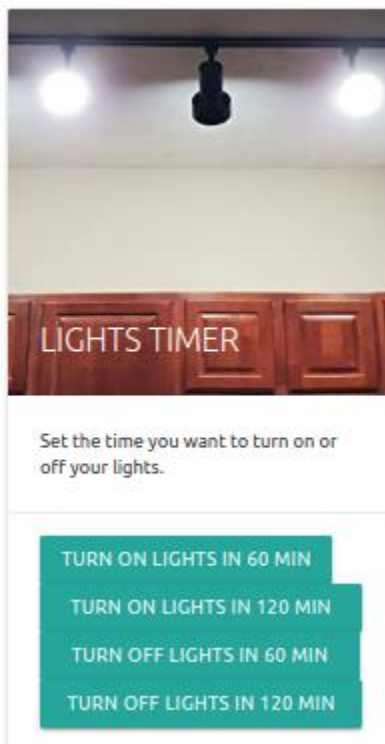 LIGHTS TIMER
Set the time you want to turn on or
off your lights.
TURN ON LIGHTS IN 60 MIN
TURN ON LIGHTS IN 120 MIN
TURN OFF LIGHTS IN 60 MIN
TURN OFF LIGHTS IN 120 MIN